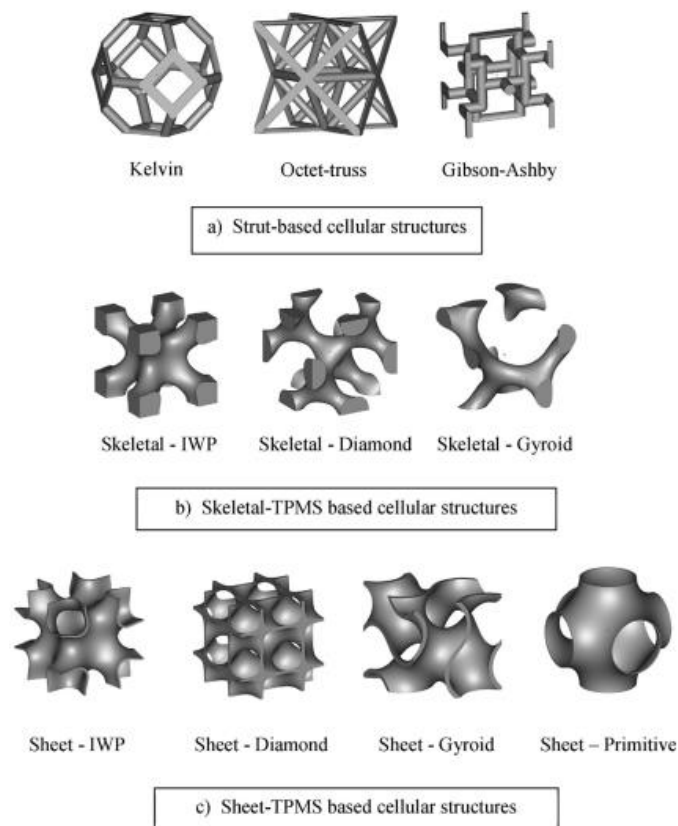 Kelvin Octet-truss Gibson-Ashby
a) Strut-based cellular structures
Skeletal - IWP Skeletal - Diamond Skeletal - Gyroid
b) Skeletal-TPMS based cellular structures
Sheet - IWP Sheet - Diamond Sheet - Gyroid Sheet – Primitive
c) Sheet-TPMS based cellular structures